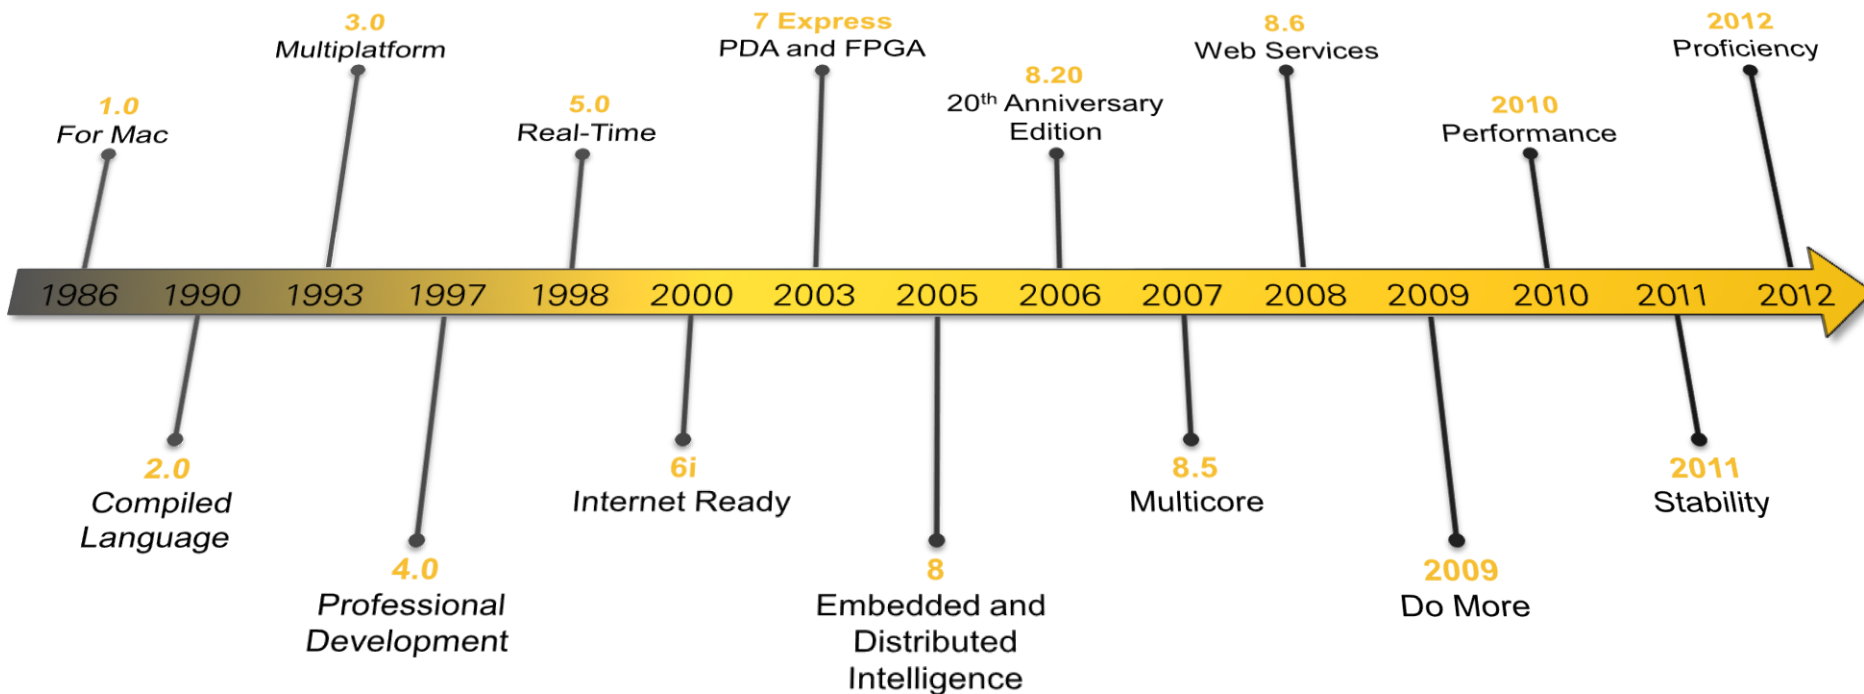 3.0
Multiplatform
7 Express
PDA and FPGA
8.6
Web Services
2012
Proficiency
1.0
For Mac
5.0
Real-Time
8.20
20th Anniversary
Edition
2010
Performance
1986 1990 1993 1997 1998 2000 2003 2005 2006 2007 2008 2009 2010 2011 2012
2.0
Compiled
Language
6i
Internet Ready
8.5
Multicore
2011
Stability
4.0
Professional
Development
8
Embedded and
Distributed
Intelligence
2009
Do More